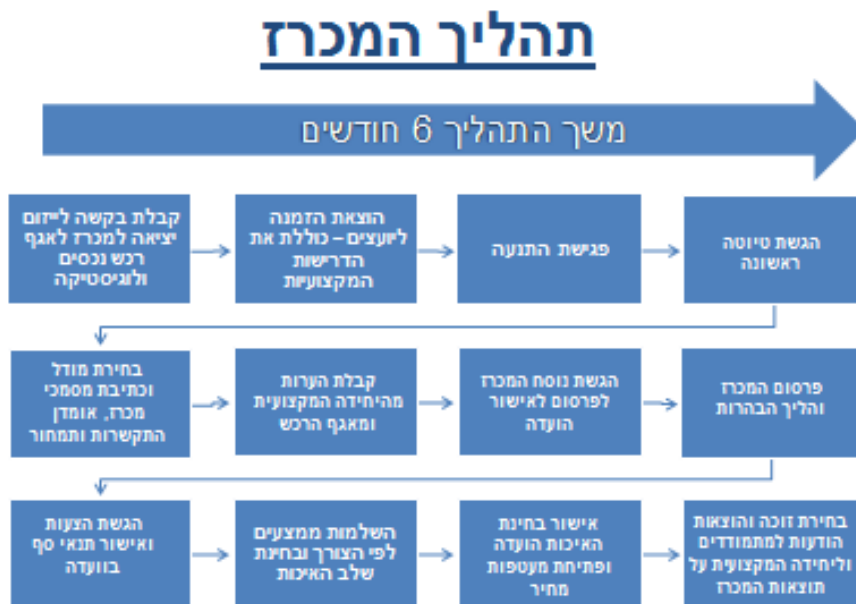 תהליך המכרז
משך התהליך 6 חודשים
קבלת בקשה לייזום
יציאה למכרז לאגף
רכש נכסים
ולוגיסטיקה
הוצאת הזמנה
ליועצים – כוללת את
הדרישות
המקצועיות
פגישת התנעה
הגשת טיוטה
ראשונה
בחירת מודל
וכתיבת מסמכי
מכרז, אומדן
התקשרות ותמחור
קבלת הערות
מהיחידה המקצועית
ומאגף הרכש
הגשת נוסח המכרז
לפרסום לאישור
הועדה
פרסום המכרז
והליך הבהרות
הגשת הצעות
ואישור תנאי סף
בוועדה
השלמות ממצעים
לפי הצורך ובחינת
שלב האיכות
אישור בחינת
האיכות הועדה
ופתיחת מעטפות
מחיר
בחירת זוכה והוצאות
הודעות למתמודדים
וליחידה המקצועית על
תוצאות המכרז